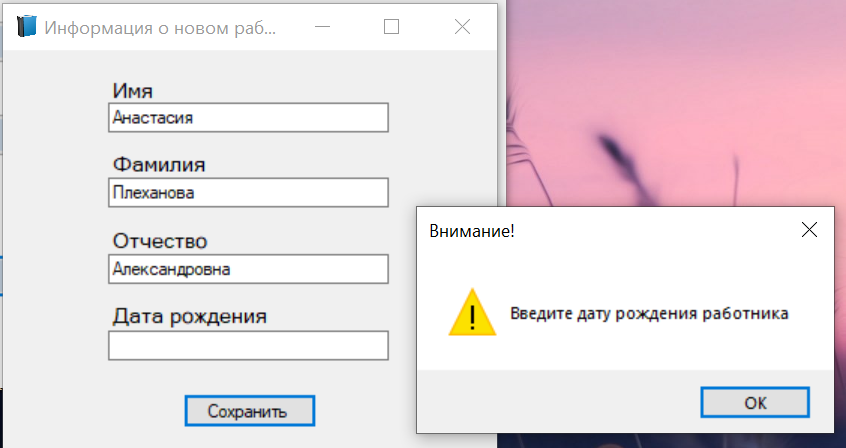 Информация о новом раб...
Имя
Анастасия
Фамилия
Плеханова
Отчество
Александровна
Дата рождения
Сохранить
Внимание!
Введите дату рождения работника
OK